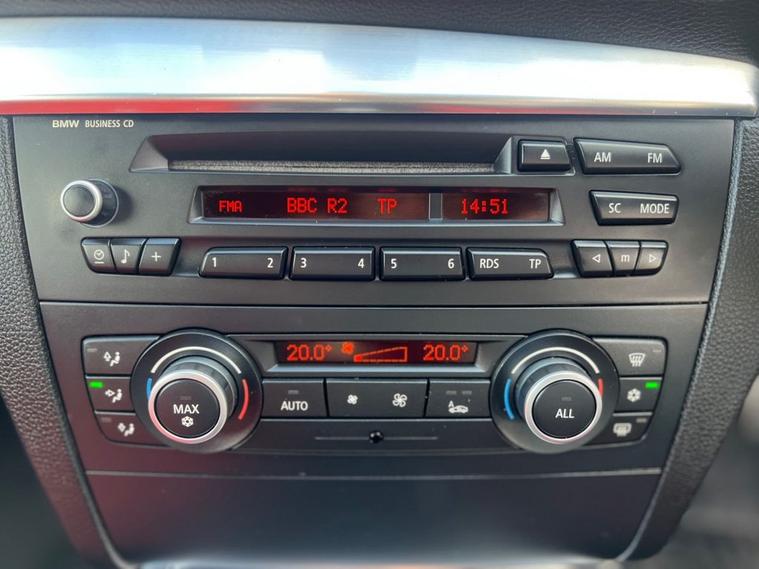 BMW BUSINESS CD
AM FM
FMA BBC R2 TP 14:51
SC MODE
1 2 3 4 5 6 RDS TP
m
20.0° 20.0°
MAX AUTO A ALL